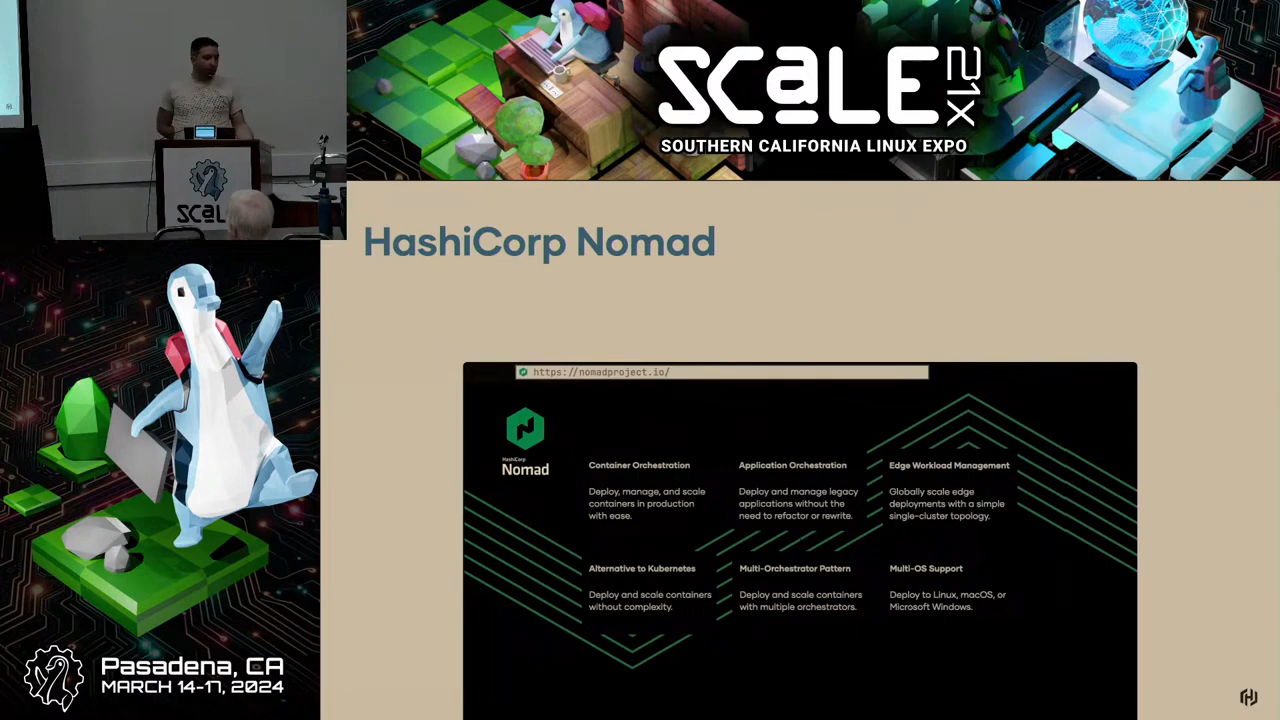 SCaLE 21X
SOUTHERN CALIFORNIA LINUX EXPO
SCaL
HashiCorp Nomad
https://nomadproject.io/
HashiCorp
Nomad
Container Orchestration
Deploy, manage, and scale
containers in production
with ease.
Application Orchestration
Deploy and manage legacy
applications without the
need to refactor or rewrite.
Edge Workload Management
Globally scale edge
deployments with a simple
single-cluster topology.
Alternative to Kubernetes
Deploy and scale containers
without complexity.
Multi-Orchestrator Pattern
Deploy and scale containers
with multiple orchestrators.
Multi-OS Support
Deploy to Linux, macOS, or
Microsoft Windows.
Pasadena, CA
MARCH 14-17, 2024